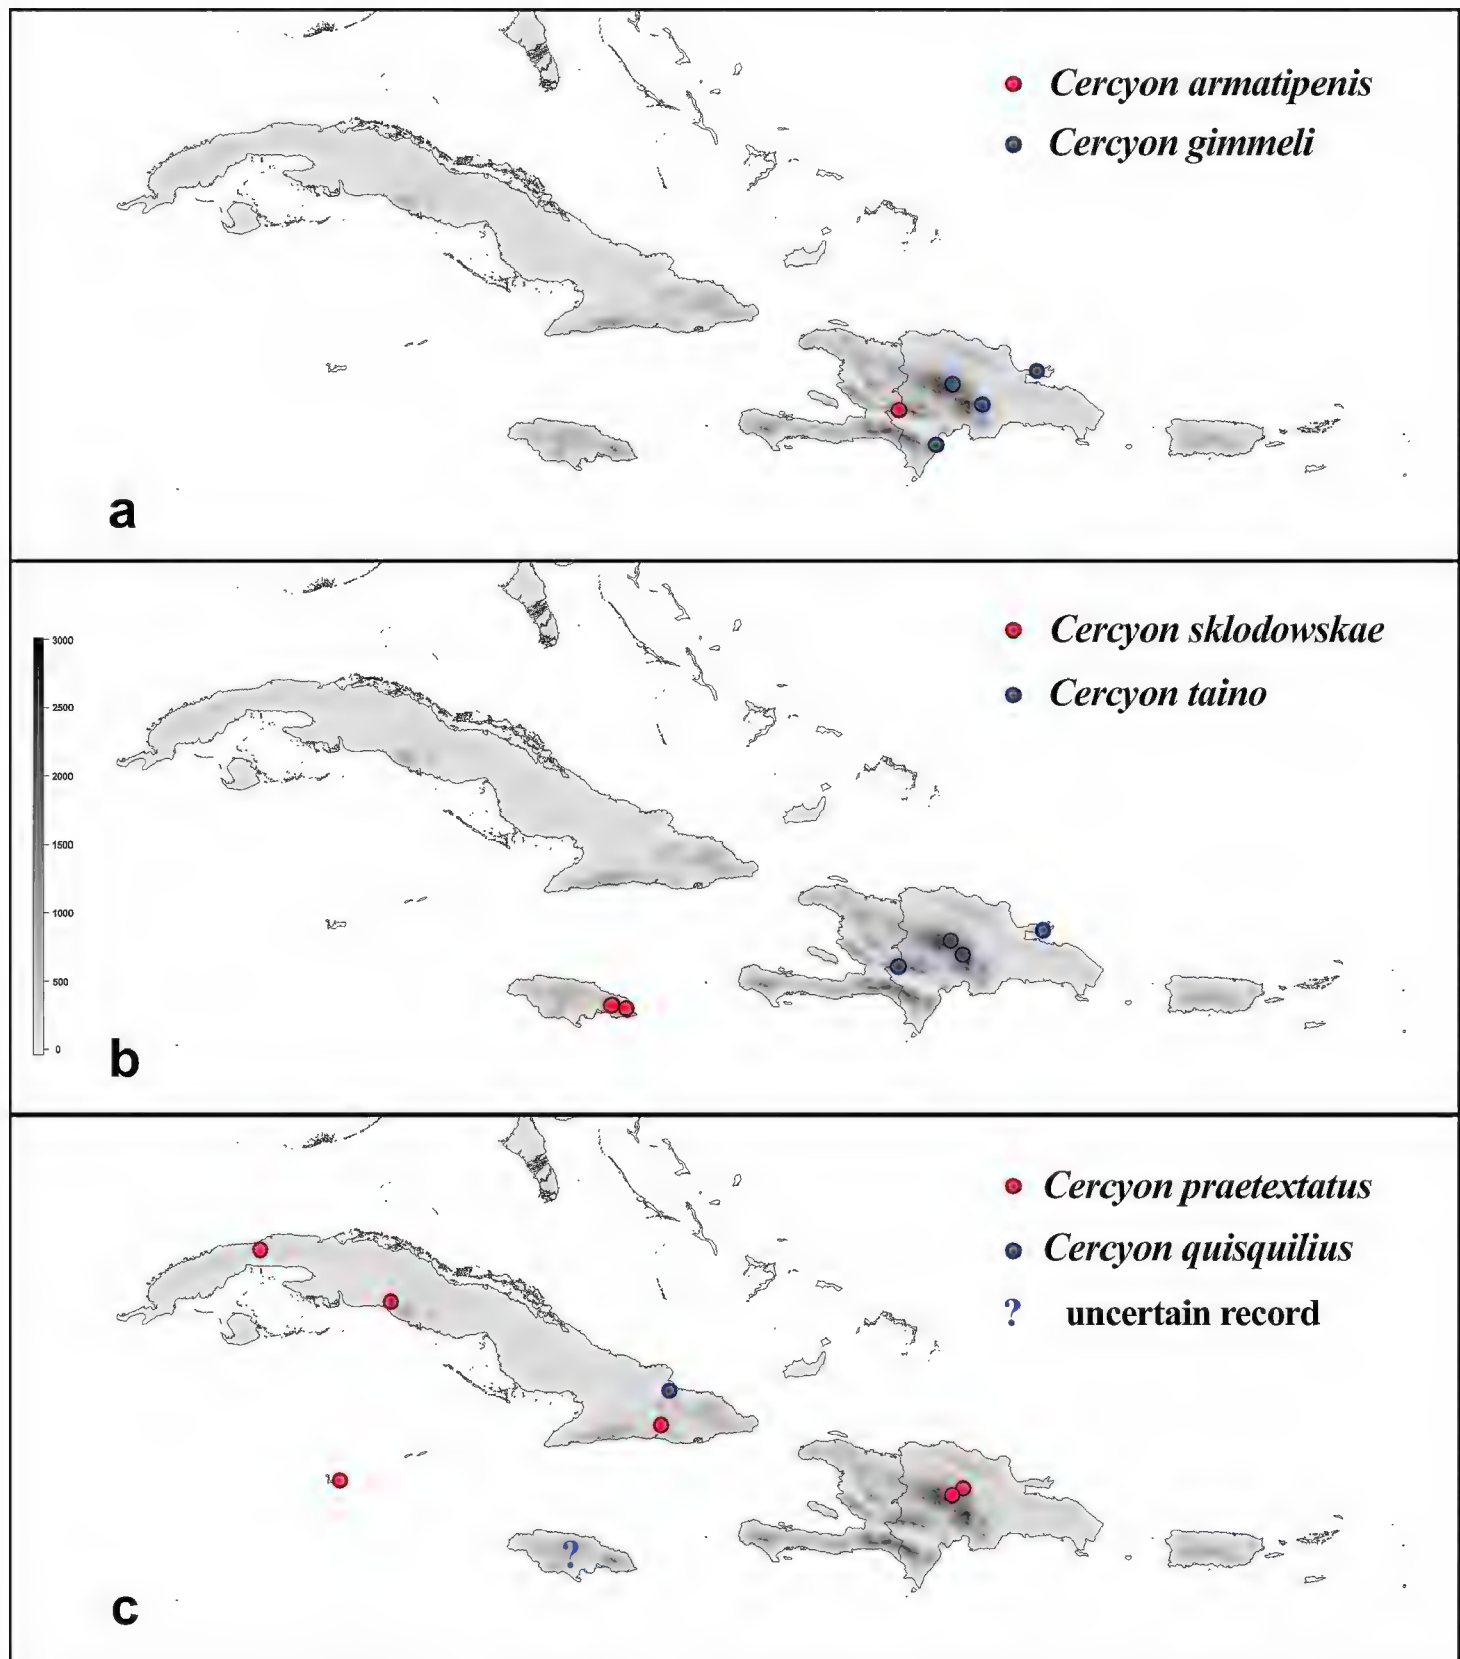 Cercyon armatipenis
Cercyon gimmeli
a
Cercyon sklodowskae
Cercyon taino
3000
2500
2000
1500
1000
500
0
b
Cercyon praetextatus
Cercyon quisquilius
? uncertain record
?
c